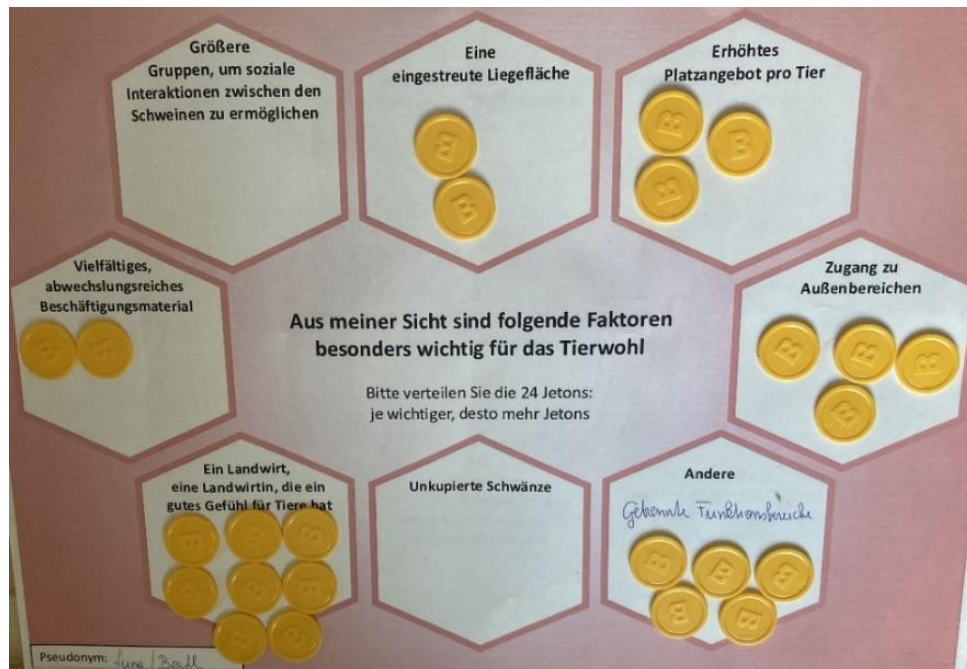 Größere
Gruppen, um soziale
Interaktionen zwischen den
Schweinen zu ermöglichen
Eine
eingestreute Liegefläche
Erhöhtes
Platzangebot pro Tier
Vielfältiges,
abwechslungsreiches
Beschäftigungsmaterial
Zugang zu
Außenbereichen
Aus meiner Sicht sind folgende Faktoren
besonders wichtig für das Tierwohl
Bitte verteilen Sie die 24 Jetons:
je wichtiger, desto mehr Jetons
Ein Landwirt,
eine Landwirtin, die ein
gutes Gefühl für Tiere hat
Unkupierte Schwänze
Andere
Getrennte Funktionsbereiche
Pseudonym: